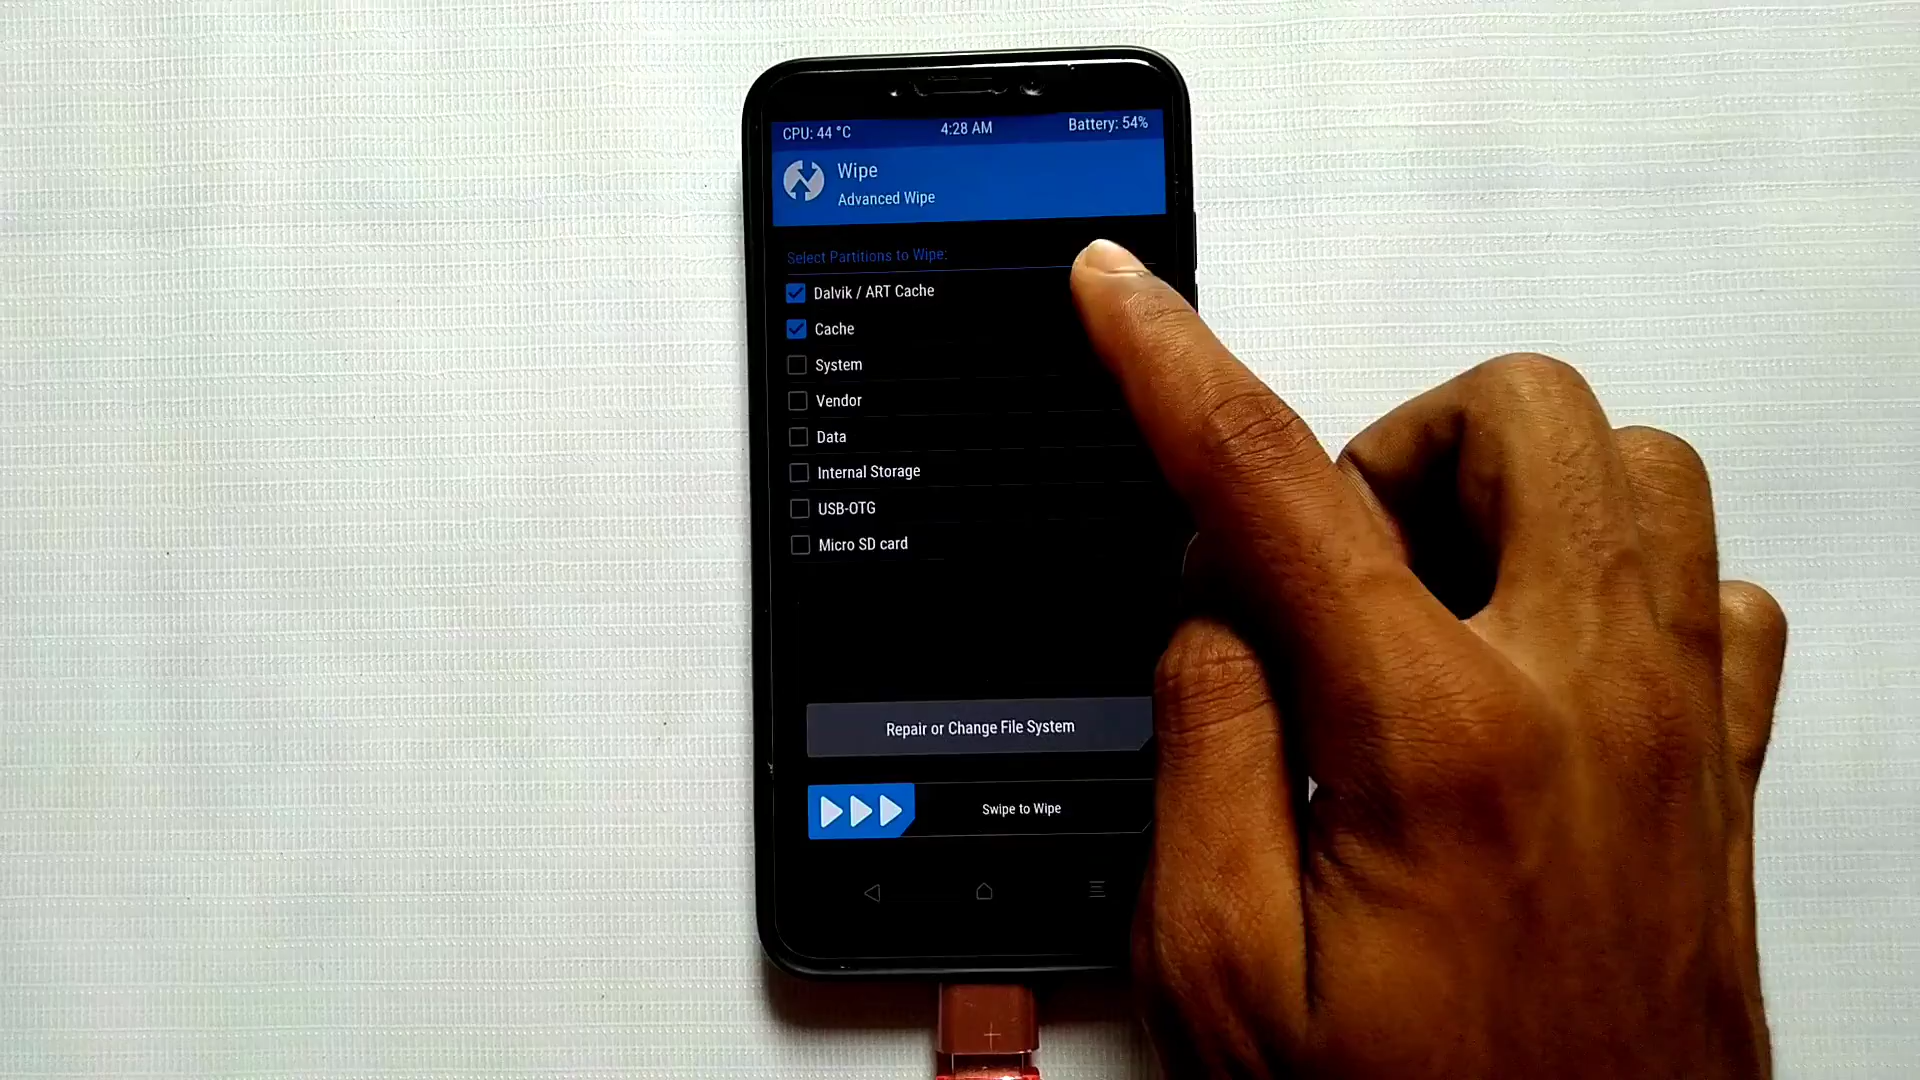 CPU: 44 °C 4:28 AM Battery: 54%
Wipe
Advanced Wipe
Select Partitions to Wipe:
Dalvik / ART Cache
Cache
System
Vendor
Data
Internal Storage
USB-OTG
Micro SD card
Repair or Change File System
Swipe to Wipe